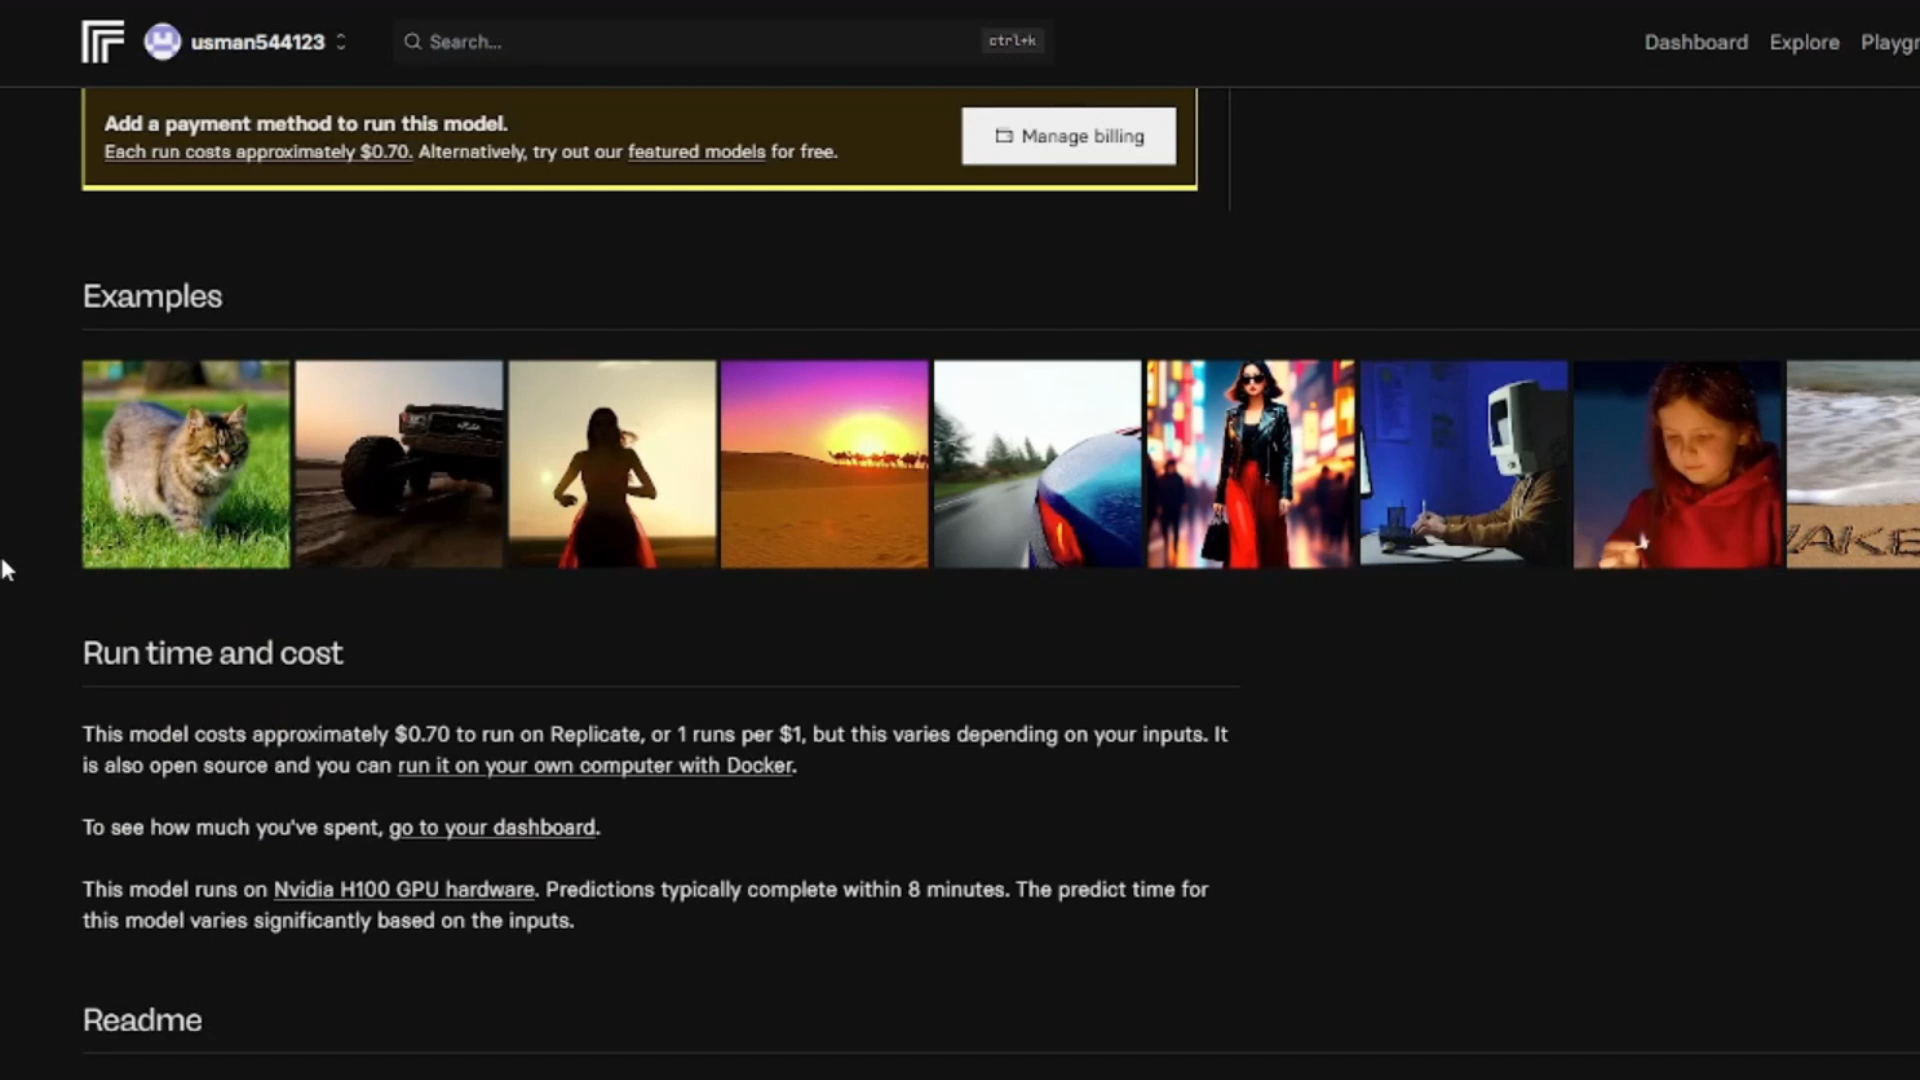 usman544123
Search...
ctrl+k
Dashboard
Explore
Playgr
Add a payment method to run this model.
Each run costs approximately $0.70. Alternatively, try out our featured models for free.
Manage billing
Examples
Run time and cost
This model costs approximately $0.70 to run on Replicate, or 1 runs per $1, but this varies depending on your inputs. It
is also open source and you can run it on your own computer with Docker.
To see how much you've spent, go to your dashboard.
This model runs on Nvidia H100 GPU hardware. Predictions typically complete within 8 minutes. The predict time for
this model varies significantly based on the inputs.
Readme